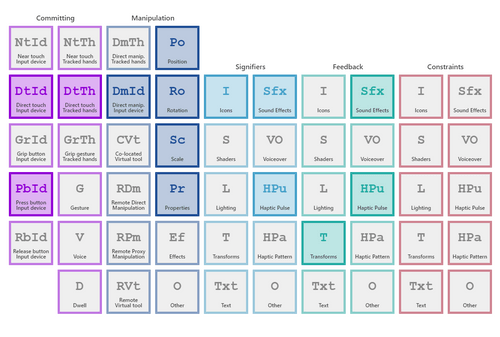 Committing Manipulation
NtId NtTh DmTh Po
Near touch Near touch Direct manip. Position
Input device Tracked hands Tracked hands
Signifiers Feedback Constraints
DtId DtTh DmId Ro I Sfx I Sfx I Sfx
Direct touch Direct touch Direct manip. Rotation Icons Sound Effects Icons Sound Effects Icons Sound Effects
Input device Tracked hands Input device
GrId GrTh CVt Sc S VO S VO S VO
Grip button Grip gesture Co-located Scale Shaders Voiceover Shaders Voiceover Shaders Voiceover
Input device Tracked hands Virtual tool
PbId G RDm Pr L HPu L HPu L HPu
Press button Gesture Remote Direct Properties Lighting Haptic Pulse Lighting Haptic Pulse Lighting Haptic Pulse
Input device Manipulation
RbId V RPm Ef T HPa T HPa T HPa
Release button Voice Remote Proxy Effects Transforms Haptic Pattern Transforms Haptic Pattern Transforms Haptic Pattern
Input device Manipulation
D RVt O Txt O Txt O Txt O
Dwell Remote Other Text Other Text Other Text Other
Virtual tool